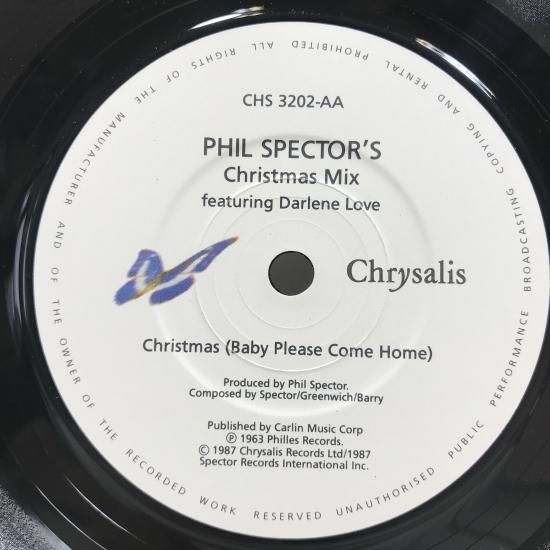 CHS 3202-AA
PHIL SPECTOR'S
Christmas Mix
featuring Darlene Love
Chrysalis
Christmas (Baby Please Come Home)
Produced by Phil Spector.
Composed by Spector/Greenwich/Barry
Published by Carlin Music Corp
Ⓟ 1963 Philles Records.
© 1987 Chrysalis Records Ltd/1987
Spector Records International Inc.
ALL RIGHTS OF THE MANUFACTURER AND OF THE OWNER OF THE RECORDED WORK RESERVED UNAUTHORISED PUBLIC PERFORMANCE BROADCASTING COPYING AND RENTAL PROHIBITED